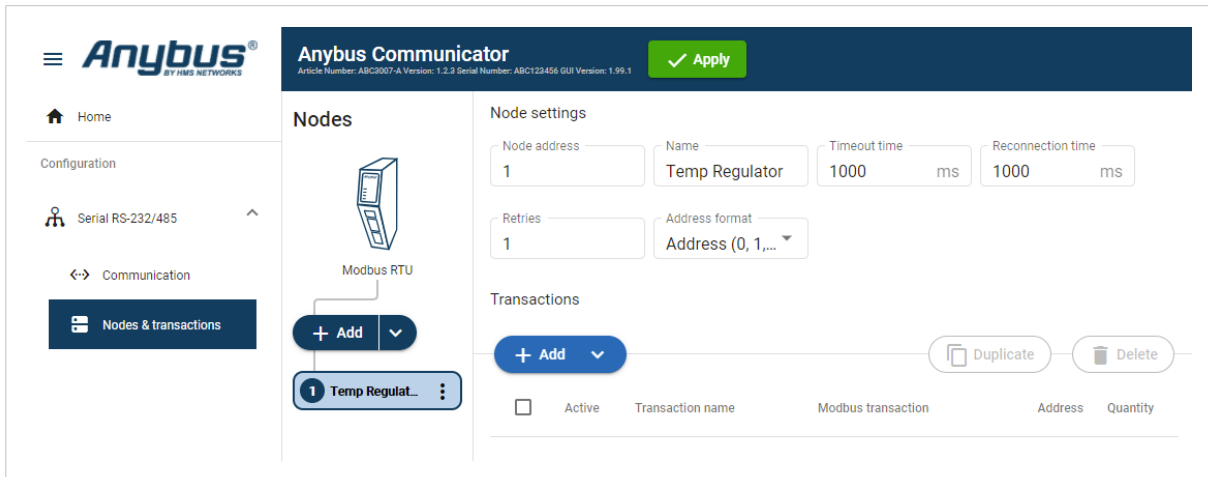 Anybus®
BY HMS NETWORKS
Anybus Communicator
Article Number: ABC3007-A Version: 1.2.3 Serial Number: ABC123456 GUI Version: 1.99.1
Apply
Home
Configuration
Serial RS-232/485
Communication
Nodes & transactions
Nodes
Modbus RTU
Add
1 Temp Regulat...
Node settings
Node address
1
Name
Temp Regulator
Timeout time
1000 ms
Reconnection time
1000 ms
Retries
1
Address format
Address (0, 1,...
Transactions
Add
Duplicate
Delete
Active Transaction name Modbus transaction Address Quantity